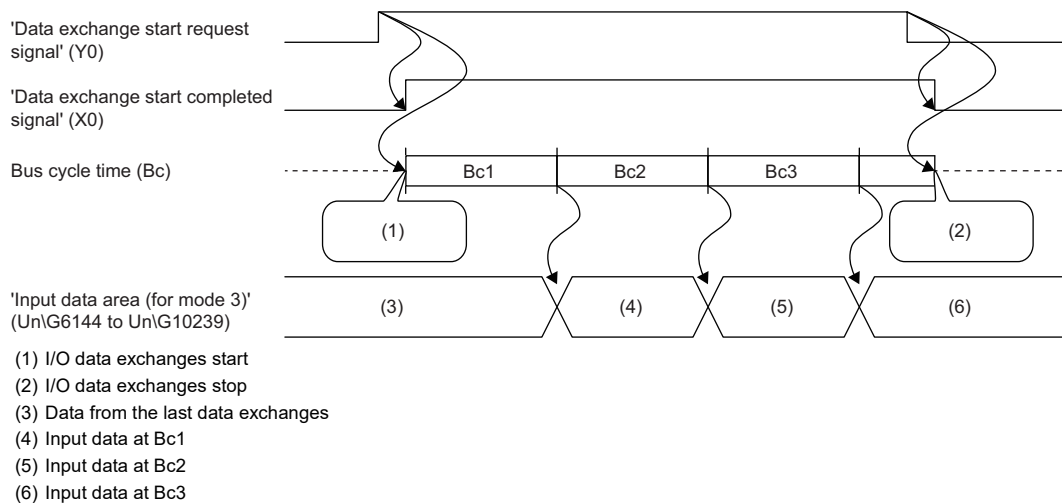 'Data exchange start request
signal' (Y0)
'Data exchange start completed
signal' (X0)
Bus cycle time (Bc)
Bc1
Bc2
Bc3
(1)
(2)
'Input data area (for mode 3)'
(Un\G6144 to Un\G10239)
(3)
(4)
(5)
(6)
(1) I/O data exchanges start
(2) I/O data exchanges stop
(3) Data from the last data exchanges
(4) Input data at Bc1
(5) Input data at Bc2
(6) Input data at Bc3